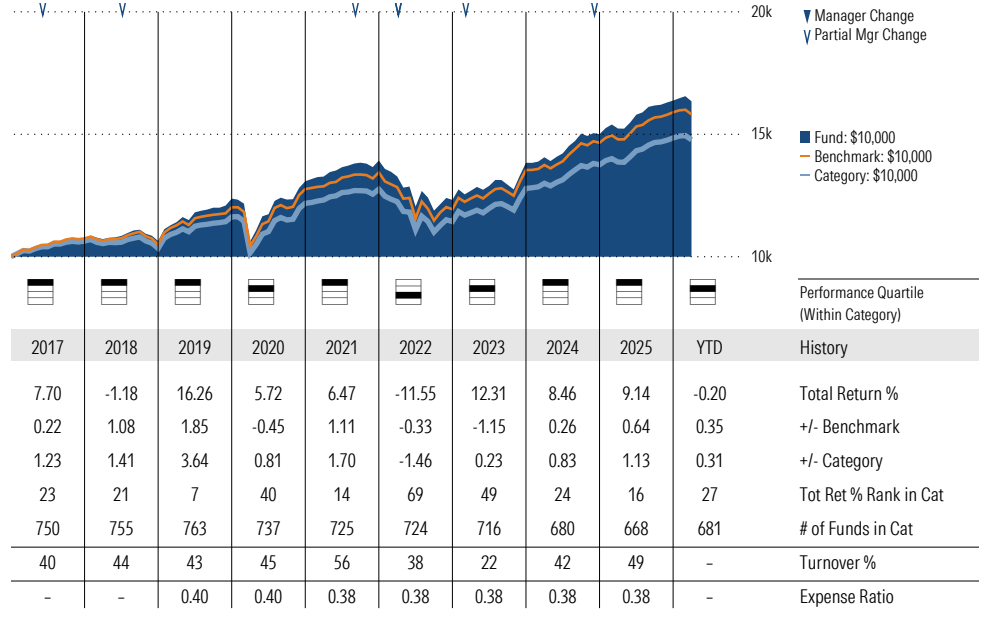 20k
Manager Change
Partial Mgr Change
15k
Fund: $10,000
Benchmark: $10,000
Category: $10,000
10k
Performance Quartile
(Within Category)
2017 2018 2019 2020 2021 2022 2023 2024 2025 YTD History
7.70 -1.18 16.26 5.72 6.47 -11.55 12.31 8.46 9.14 -0.20 Total Return %
0.22 1.08 1.85 -0.45 1.11 -0.33 -1.15 0.26 0.64 0.35 +/- Benchmark
1.23 1.41 3.64 0.81 1.70 -1.46 0.23 0.83 1.13 0.31 +/- Category
23 21 7 40 14 69 49 24 16 27 Tot Ret % Rank in Cat
750 755 763 737 725 724 716 680 668 681 # of Funds in Cat
40 44 43 45 56 38 22 42 49 – Turnover %
– – 0.40 0.40 0.38 0.38 0.38 0.38 0.38 – Expense Ratio